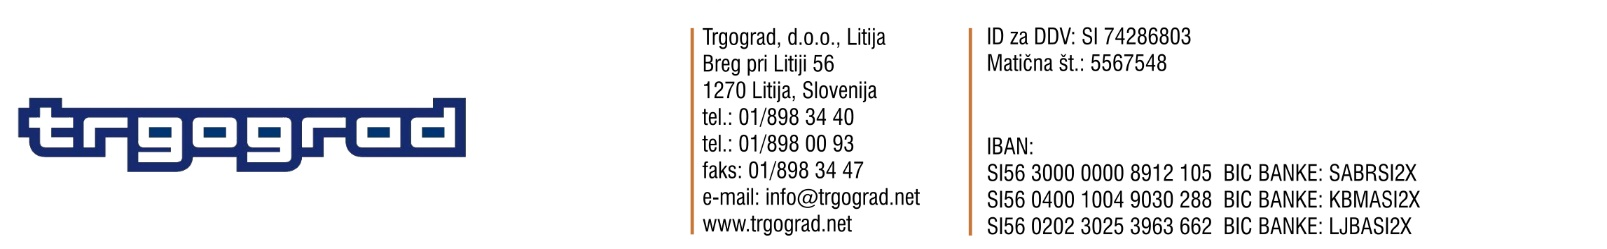 trgograd
Trgograd, d.o.o., Litija
Breg pri Litiji 56
1270 Litija, Slovenija
tel.: 01/898 34 40
tel.: 01/898 00 93
faks: 01/898 34 47
e-mail: info@trgograd.net
www.trgograd.net
ID za DDV: SI 74286803
Matična št.: 5567548
IBAN:
SI56 3000 0000 8912 105 BIC BANKE: SABRSI2X
SI56 0400 1004 9030 288 BIC BANKE: KBMASI2X
SI56 0202 3025 3963 662 BIC BANKE: LJBASI2X